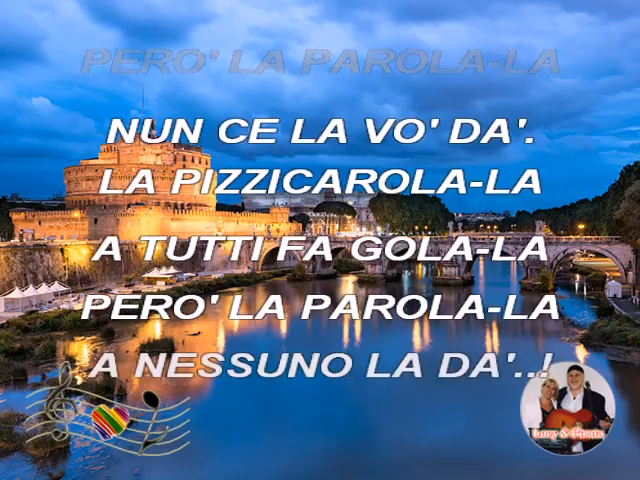 PERO' LA PAROLA-LA
NUN CE LA VO' DA'.
LA PIZZICAROLA-LA
A TUTTI FA GOLA-LA
PERO' LA PAROLA-LA
A NESSUNO LA DA'..!